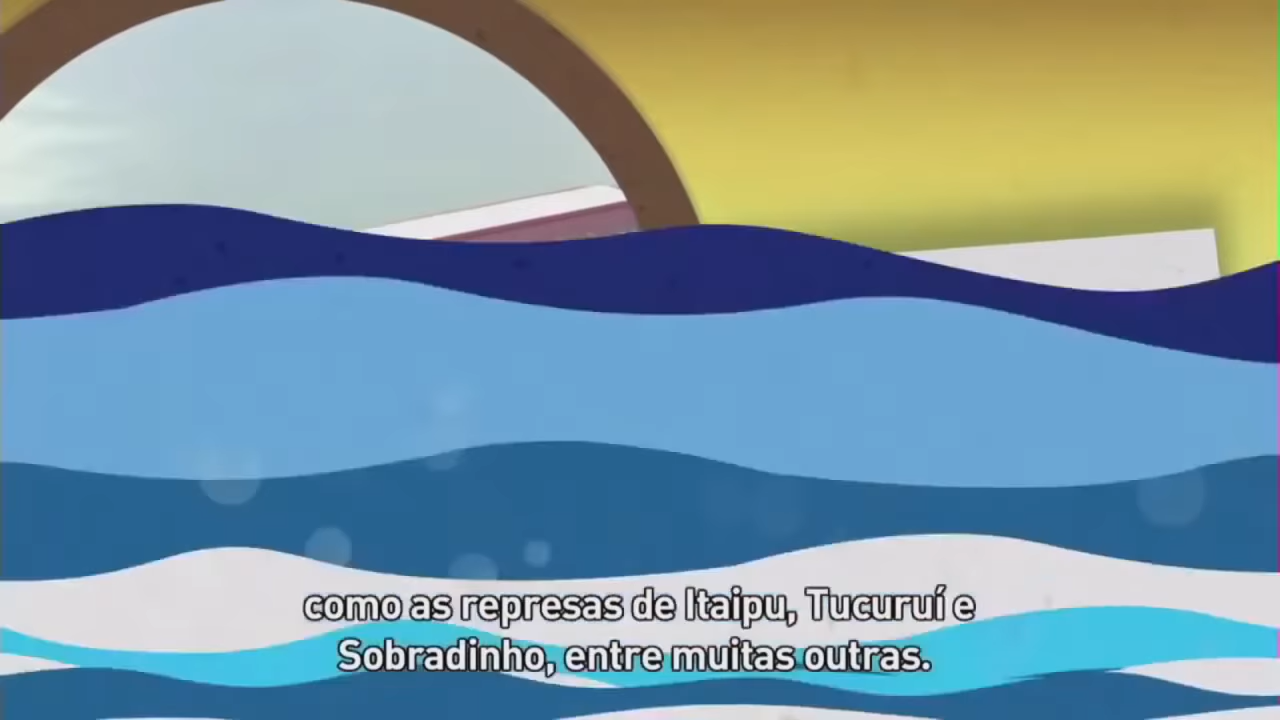 como as represas de Itaipu, Tucuruí e
Sobradinho, entre muitas outras.